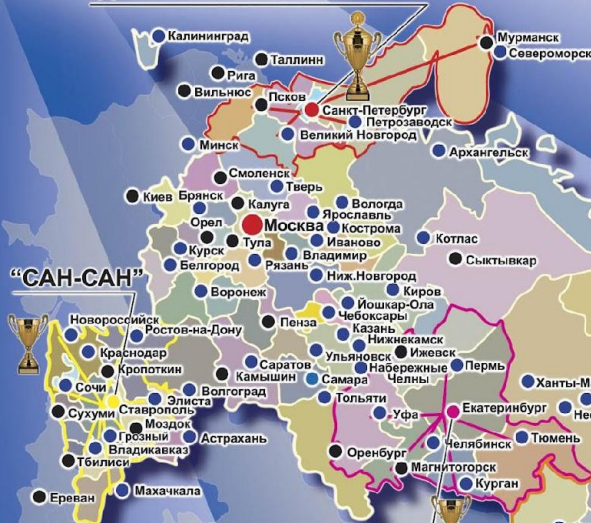 Калининград
Мурманск
Североморск
Таллинн
Рига
Вильнюс
Псков
Санкт-Петербург
Петрозаводск
Великий Новгород
Минск
Архангельск
Смоленск
Тверь
Киев
Брянск
Калуга
Вологда
Ярославль
Орел
Москва
Кострома
Тула
Иваново
Котлас
Курск
Владимир
Сыктывкар
Белгород
Рязань
"САН-САН"
Ниж.Новгород
Воронеж
Киров
Йошкар-Ола
Чебоксары
Новороссийск
Ростов-на-Дону
Пенза
Казань
Нижнекамск
Краснодар
Ульяновск
Ижевск
Кропоткин
Саратов
Набережные
Челны
Пермь
Камышин
Самара
Ханты-М
Сочи
Элиста
Волгоград
Тольяти
Сухуми
Ставрополь
Уфа
Екатеринбург
Не
Моздок
Грозный
Астрахань
Челябинск
Тюмень
Владикавказ
Оренбург
Тбилиси
Магнитогорск
Курган
Махачкала
Ереван